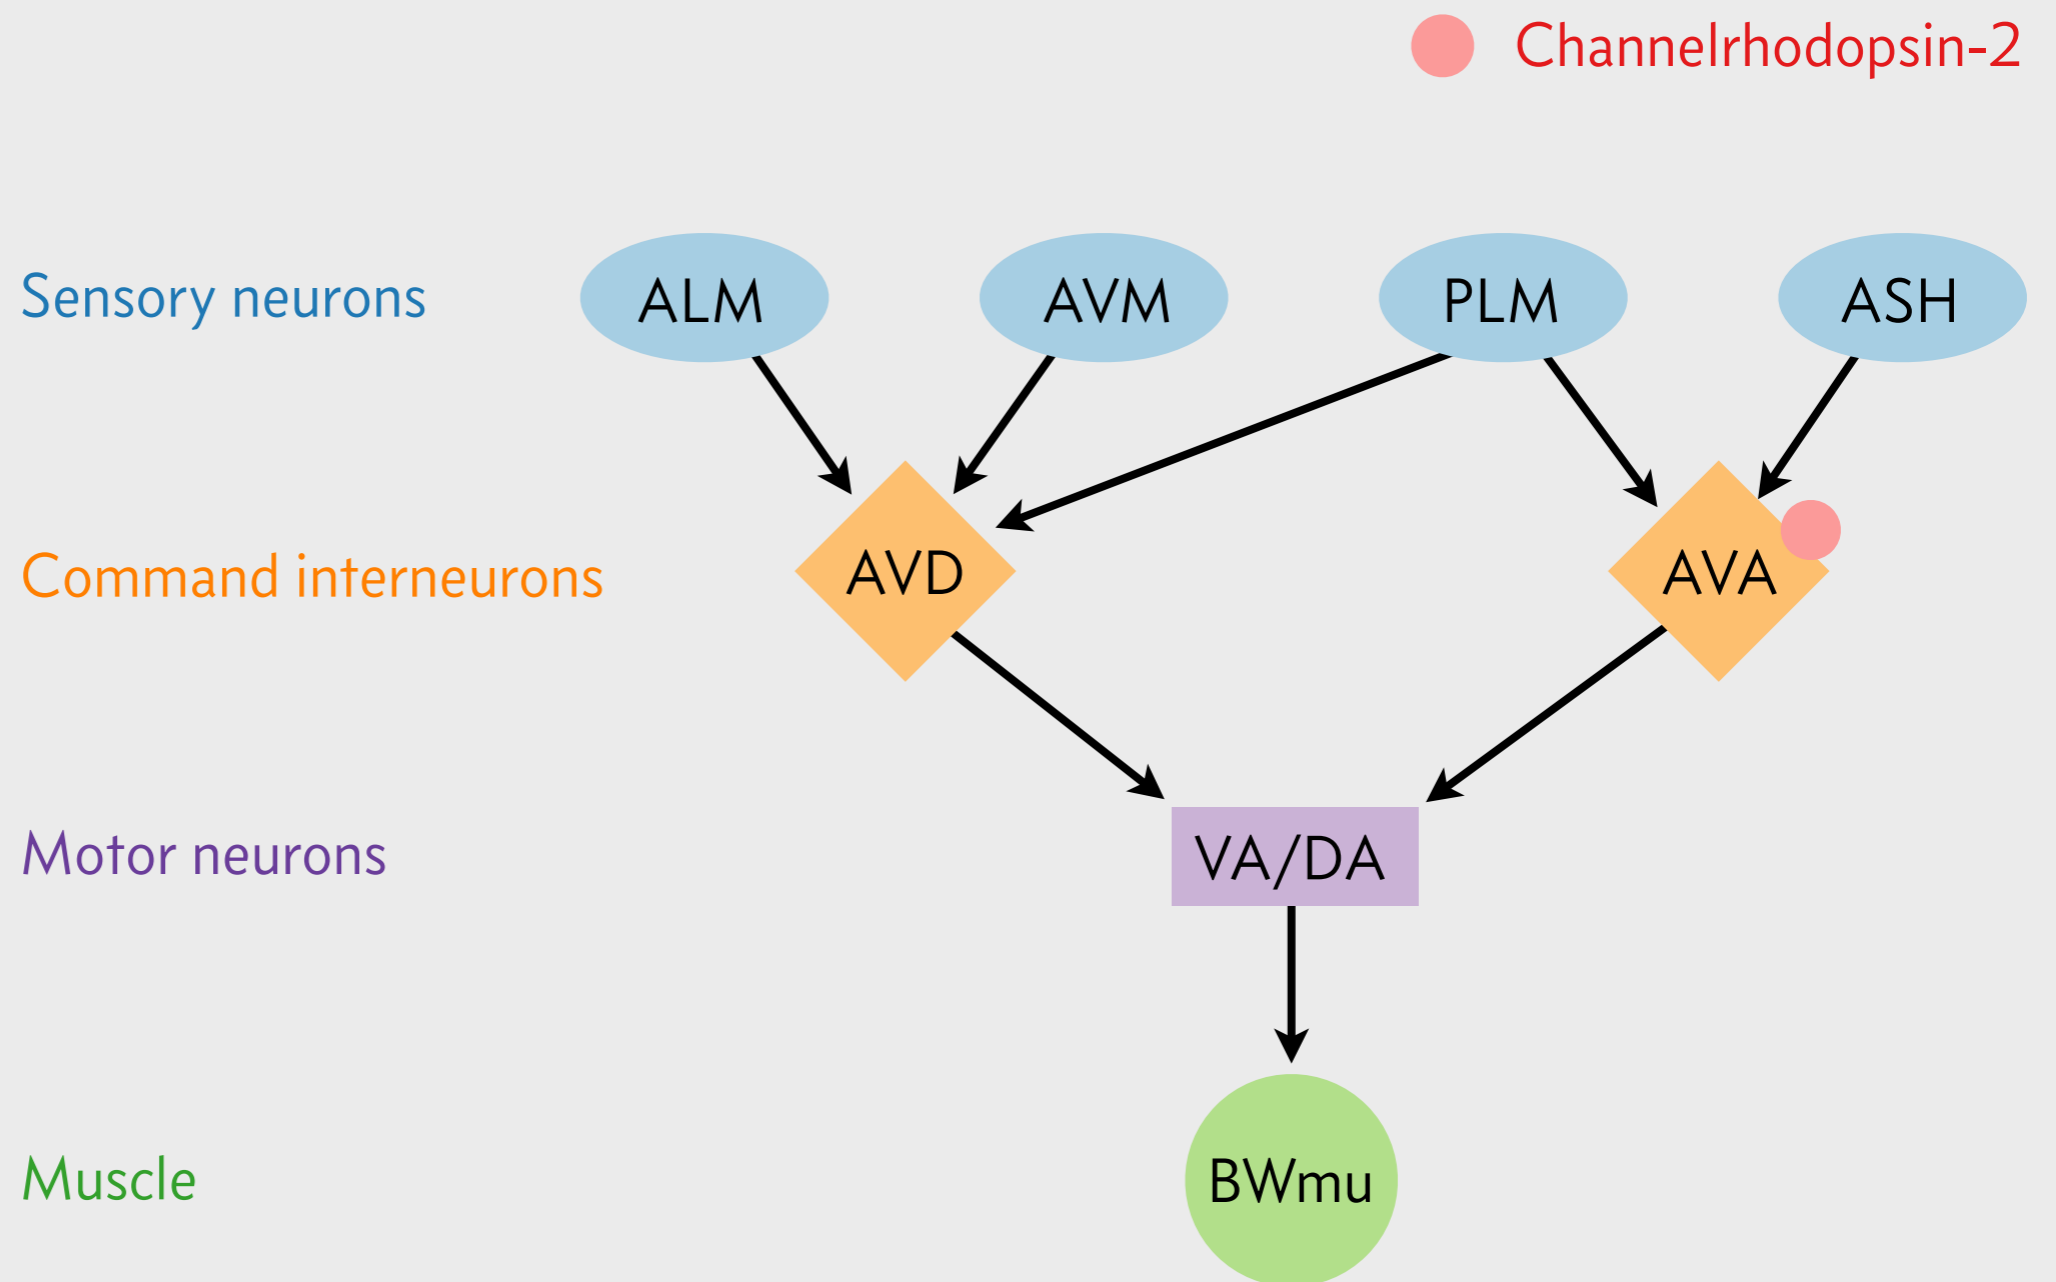 Channelrhodopsin-2
Sensory neurons
ALM
AVM
PLM
ASH
Command interneurons
AVD
AVA
Motor neurons
VA/DA
Muscle
BWmu